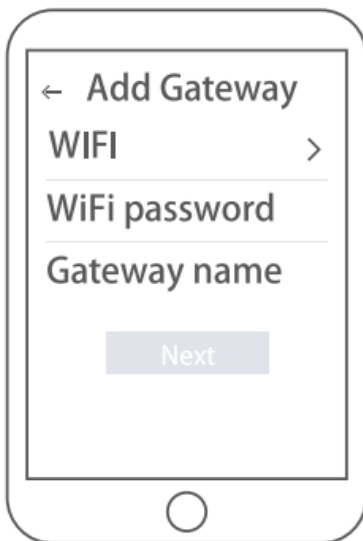 ← Add Gateway
WIFI >
WiFi password
Gateway name
Next